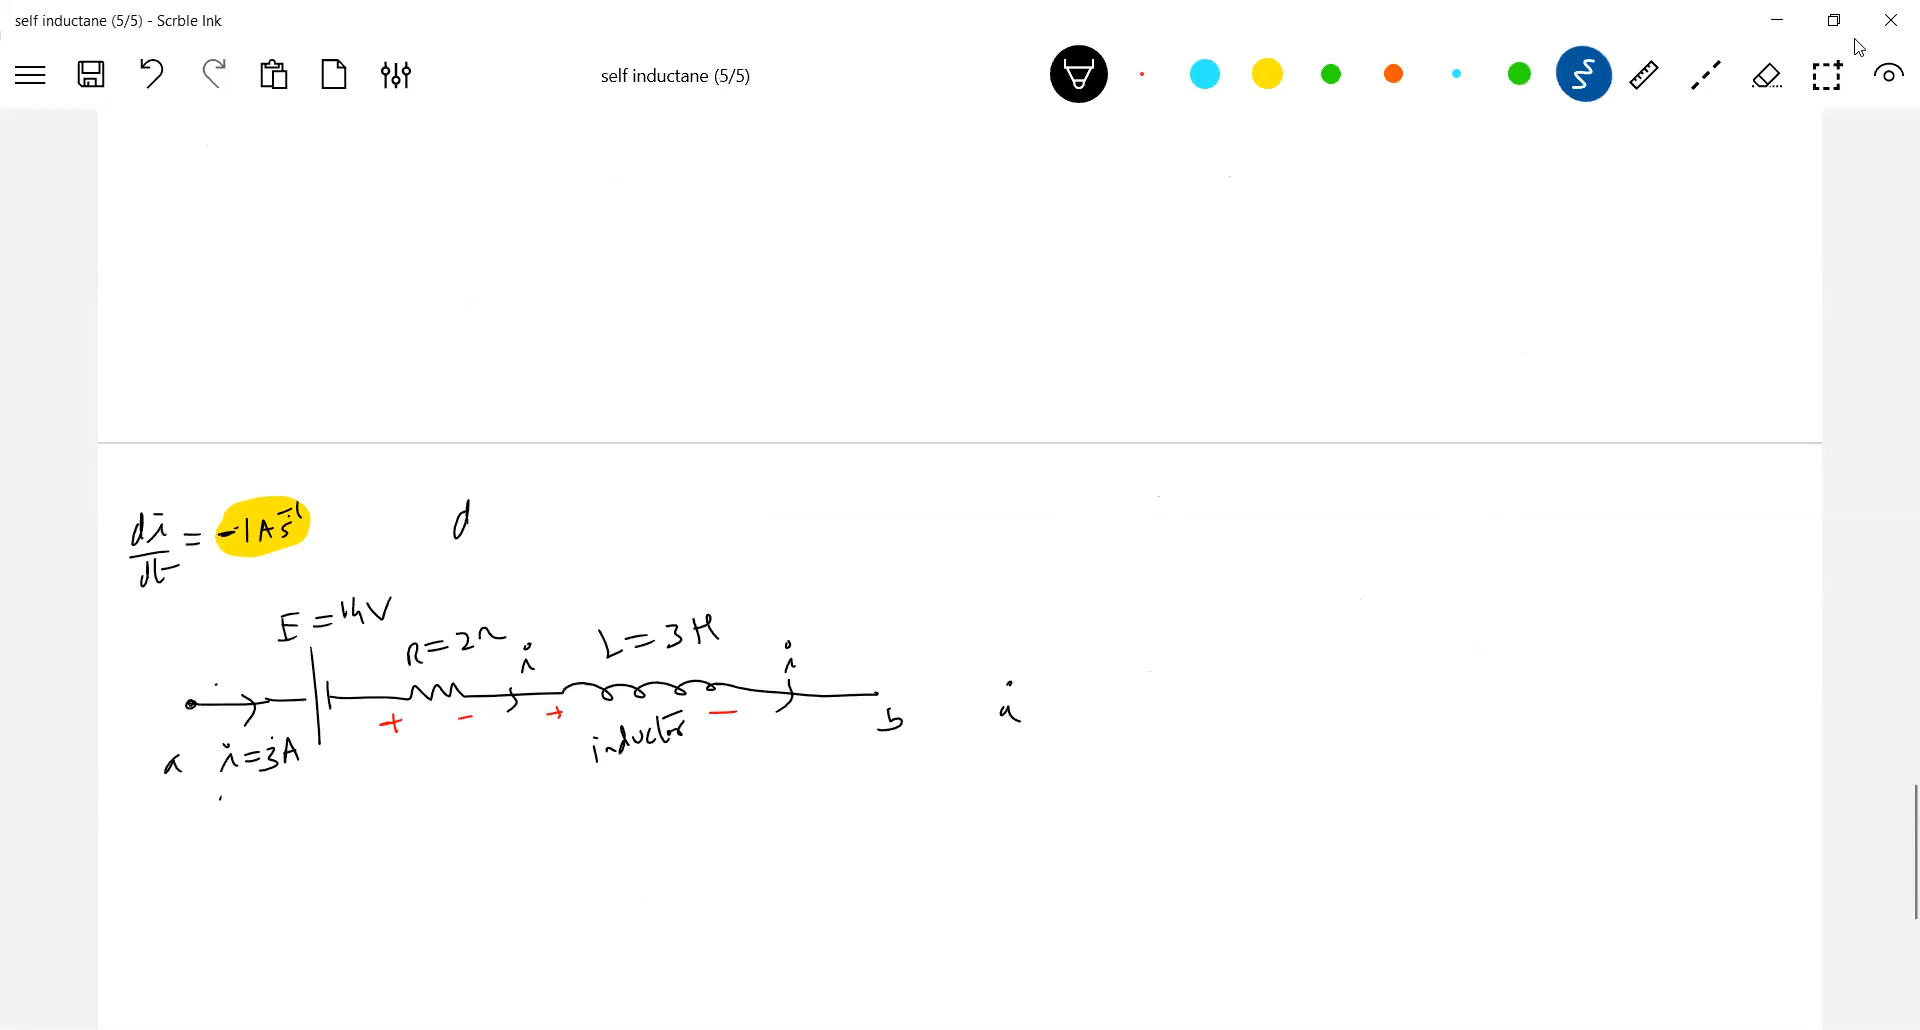 self inductane (5/5) - Scrble Ink
self inductane (5/5)
di/dt = -1 A s⁻¹
d
E = 14V
R = 2Ω
i
L = 3H
i
+ - + -
a
i = 3A
inductor
b
i